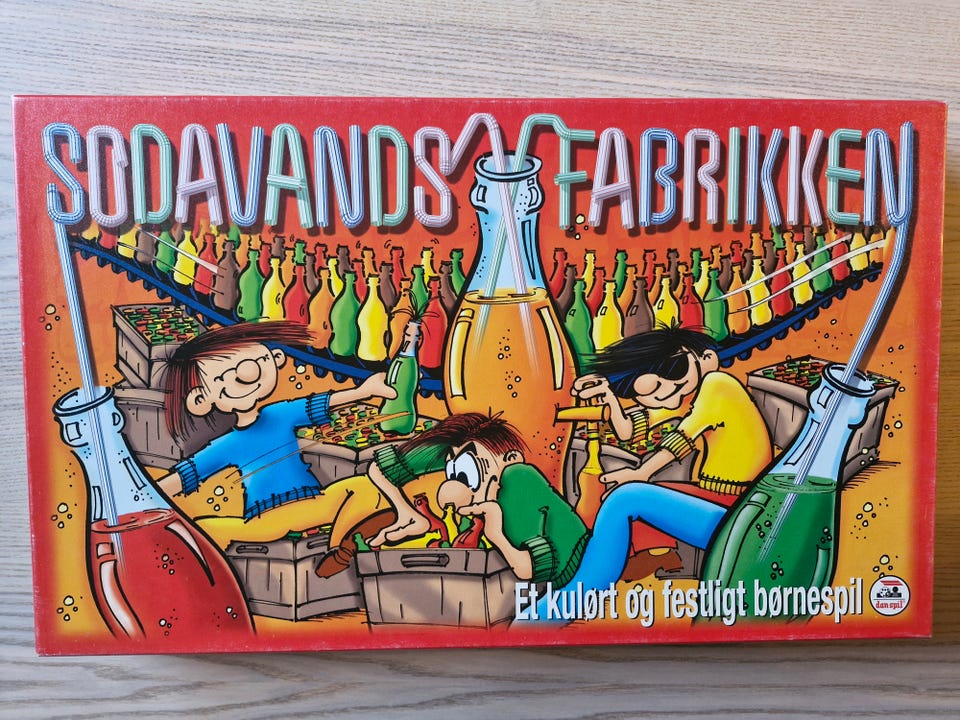 SODAVANDS FABRIKKEN
Et kulørt og festligt børnespil
dan spil